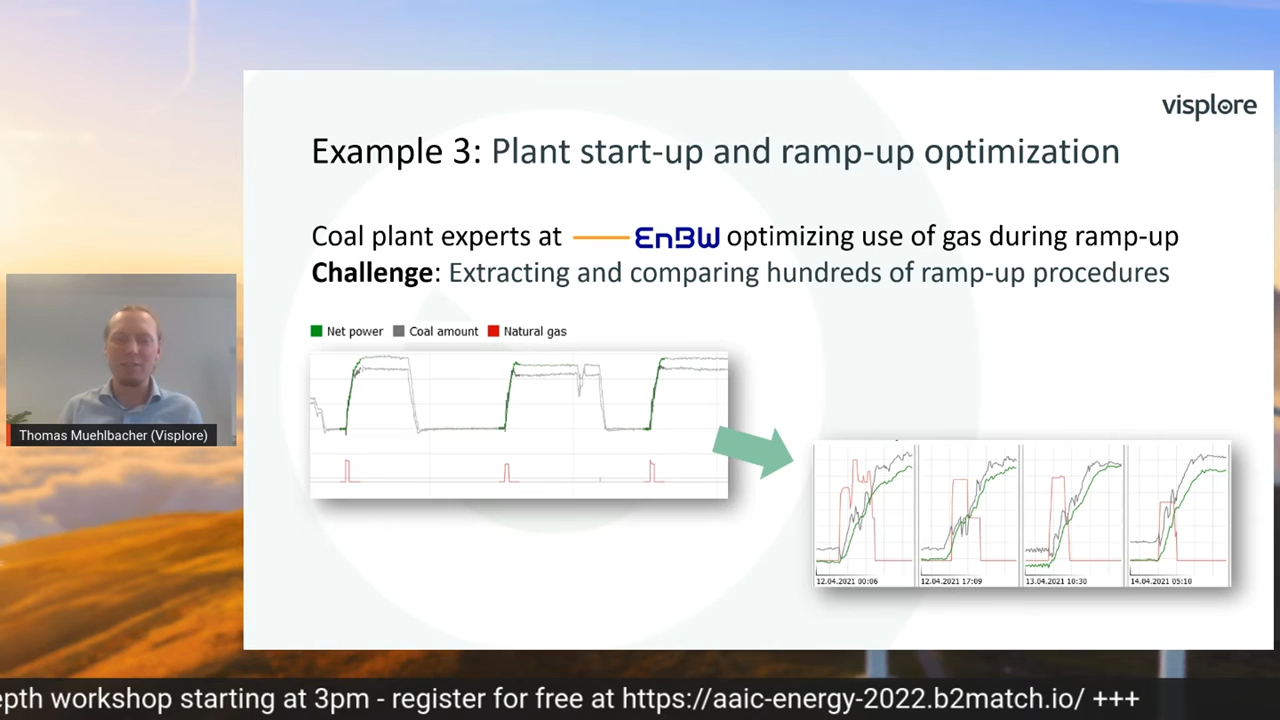 visplore
Example 3: Plant start-up and ramp-up optimization
Coal plant experts at EnBW optimizing use of gas during ramp-up
Challenge: Extracting and comparing hundreds of ramp-up procedures
Net power Coal amount Natural gas
12.04.2021 00:06 12.04.2021 17:09 13.04.2021 10:30 14.04.2021 05:10
Thomas Muehlbacher (Visplore)
epth workshop starting at 3pm - register for free at https://aaic-energy-2022.b2match.io/ +++